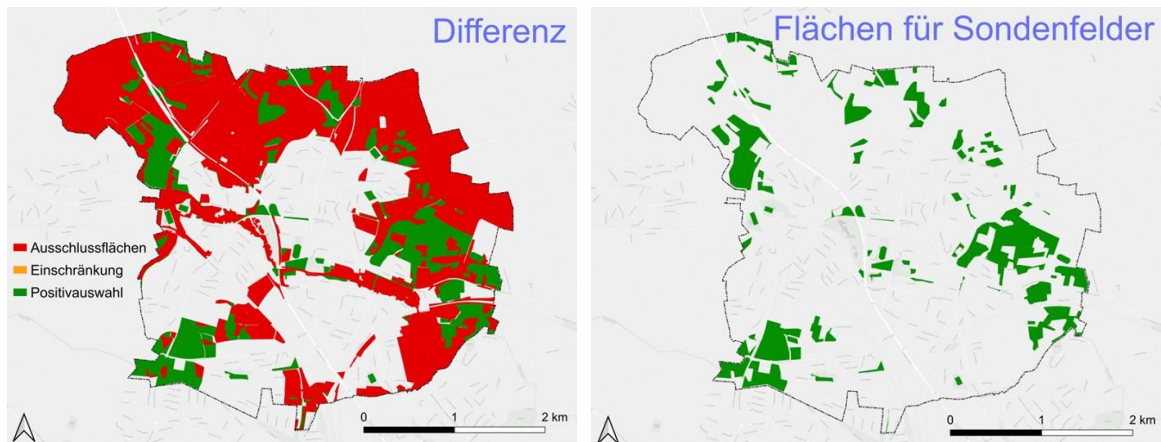 Differenz
Ausschlussflächen
Einschränkung
Positivauswahl
0 1 2 km
Flächen für Sondenfelder
0 1 2 km